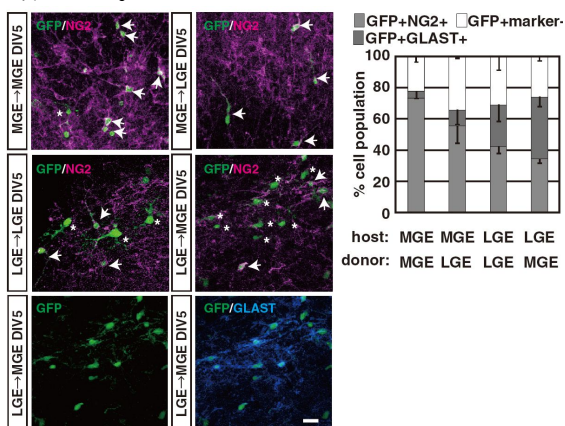 GFP/NG2
GFP/NG2
MGE→MGE DIV5
MGE→LGE DIV5
GFP/NG2
GFP/NG2
LGE→LGE DIV5
LGE→MGE DIV5
GFP
GFP/GLAST
LGE→MGE DIV5
LGE→MGE DIV5
GFP+NG2+ GFP+marker-
GFP+GLAST+
% cell population
100
80
60
40
20
0
host: MGE MGE LGE LGE
donor: MGE LGE LGE MGE